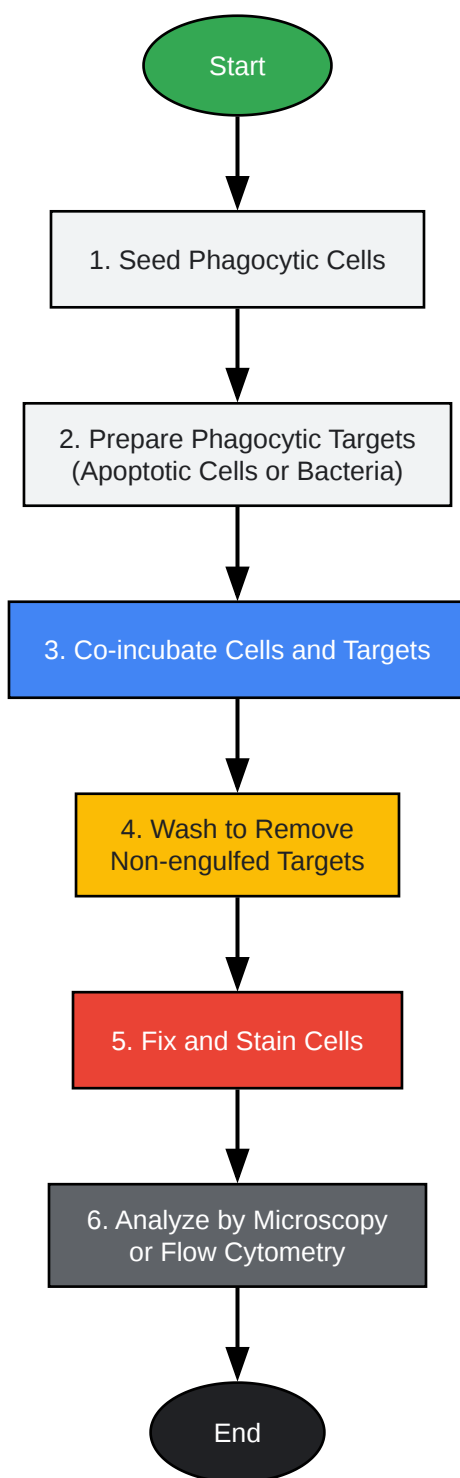 Start
1. Seed Phagocytic Cells
2. Prepare Phagocytic Targets
(Apoptotic Cells or Bacteria)
3. Co-incubate Cells and Targets
4. Wash to Remove
Non-engulfed Targets
5. Fix and Stain Cells
6. Analyze by Microscopy
or Flow Cytometry
End